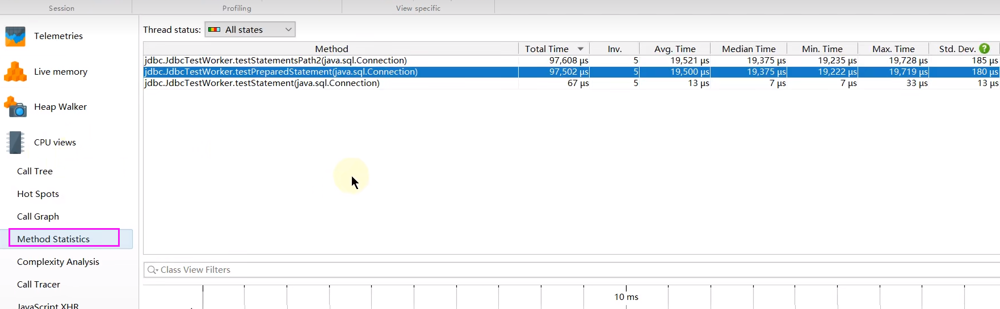 Session Profiling View specific
Telemetries
Live memory
Heap Walker
CPU views
Call Tree
Hot Spots
Call Graph
Method Statistics
Complexity Analysis
Call Tracer
JavaScript XHR
Thread status: All states
Method Total Time Inv. Avg. Time Median Time Min. Time Max. Time Std. Dev. ?
jdbc.JdbcTestWorker.testStatementsPath2(java.sql.Connection) 97,608 µs 5 19,521 µs 19,375 µs 19,235 µs 19,728 µs 185 µs
jdbc.JdbcTestWorker.testPreparedStatement(java.sql.Connection) 97,502 µs 5 19,500 µs 19,375 µs 19,222 µs 19,719 µs 180 µs
jdbc.JdbcTestWorker.testStatement(java.sql.Connection) 67 µs 5 13 µs 7 µs 7 µs 33 µs 13 µs
Class View Filters
10 ms